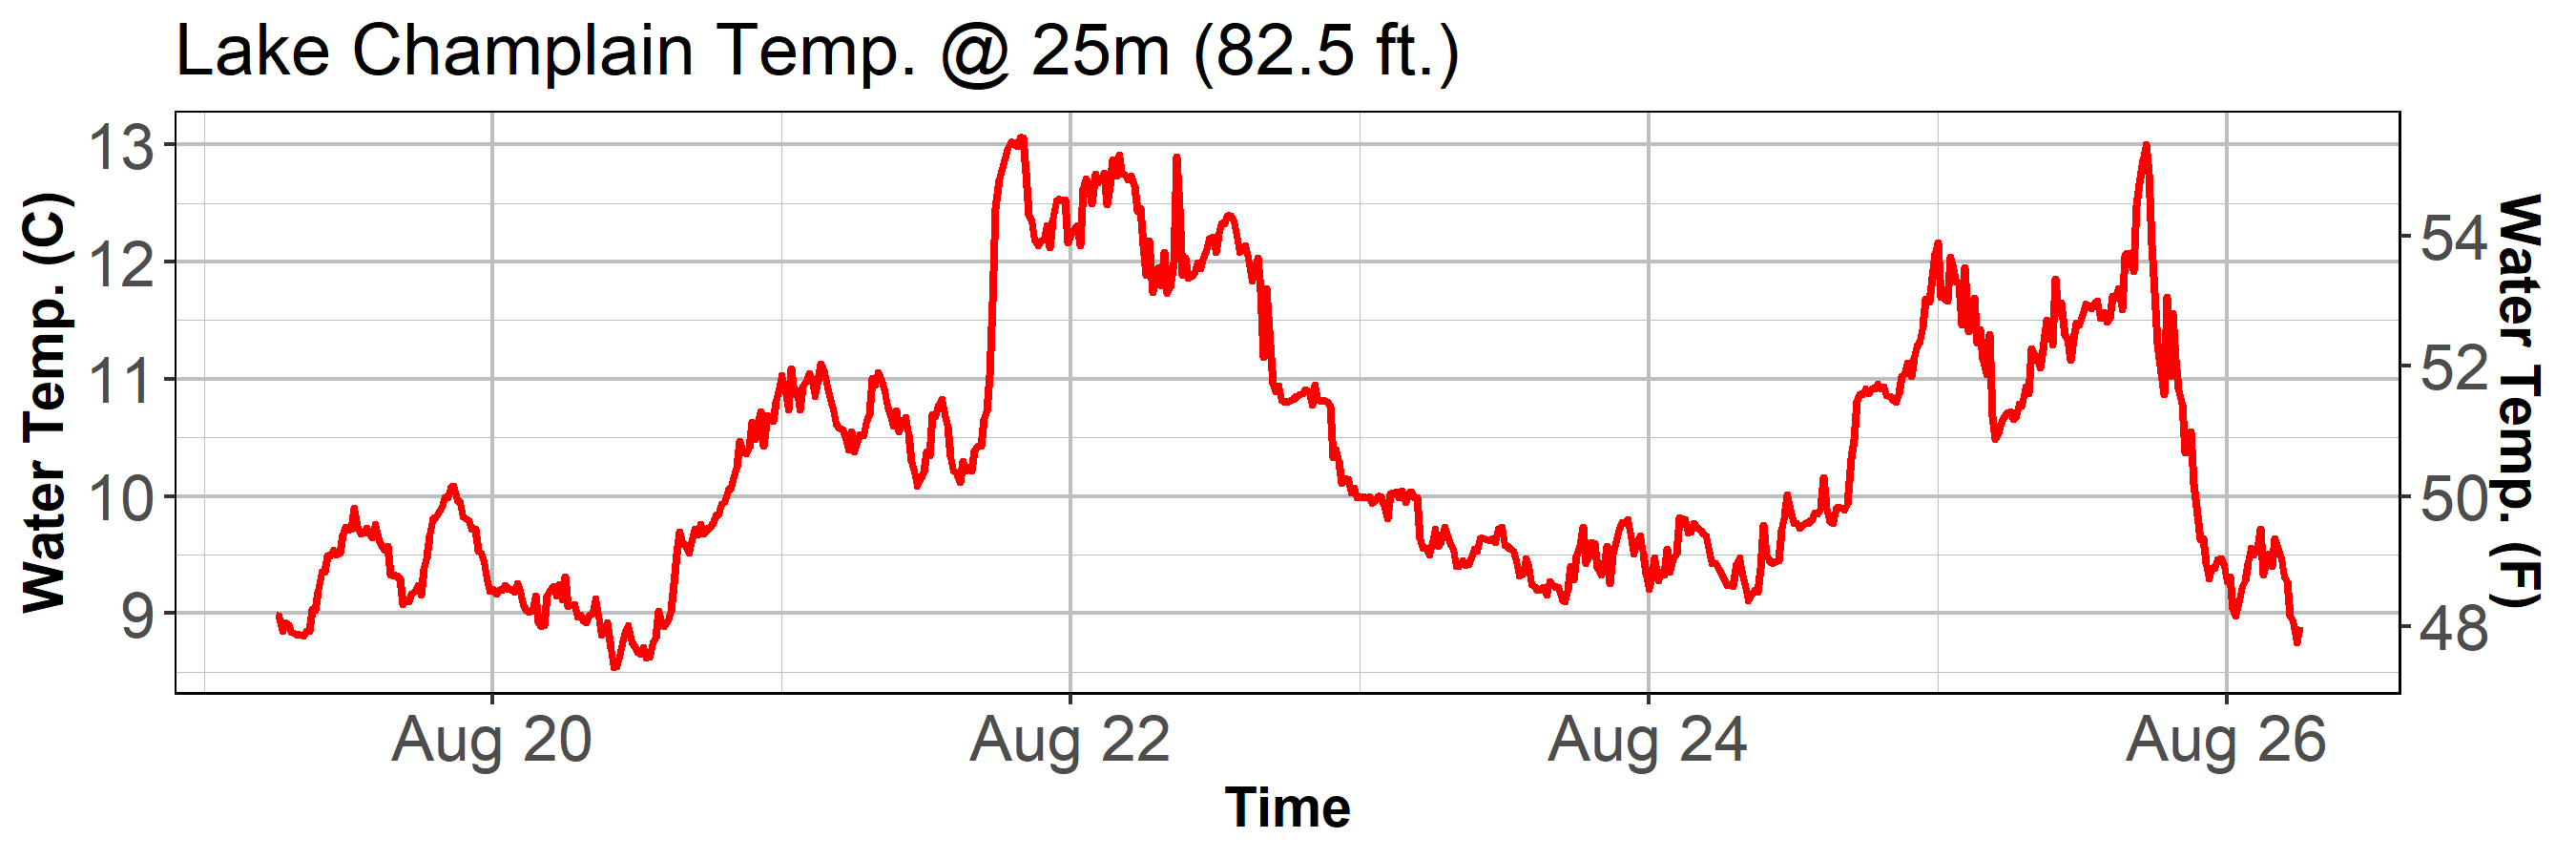 Lake Champlain Temp. @ 25m (82.5 ft.)
Water Temp. (C)
13
12
11
10
9
54
52
50
48
Water Temp. (F)
Aug 20
Aug 22
Aug 24
Aug 26
Time